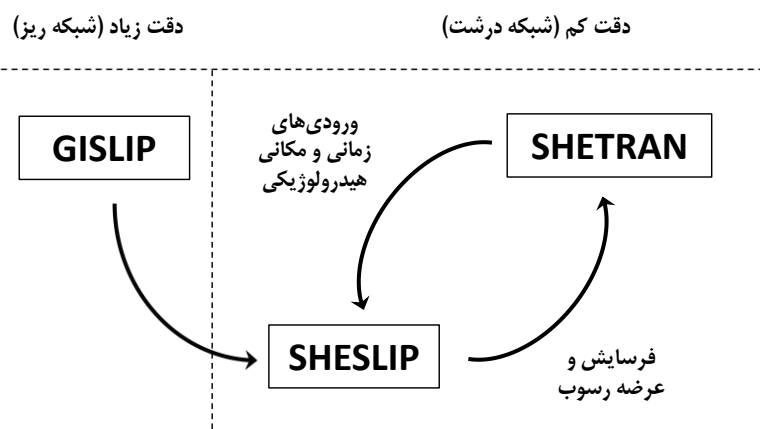 دقت کم (شبکه درشت)
دقت زیاد (شبکه ریز)
SHETRAN
ورودی‌های
زمانی و مکانی
هیدرولوژیکی
GISLIP
SHESLIP
فرسایش و
عرضه رسوب